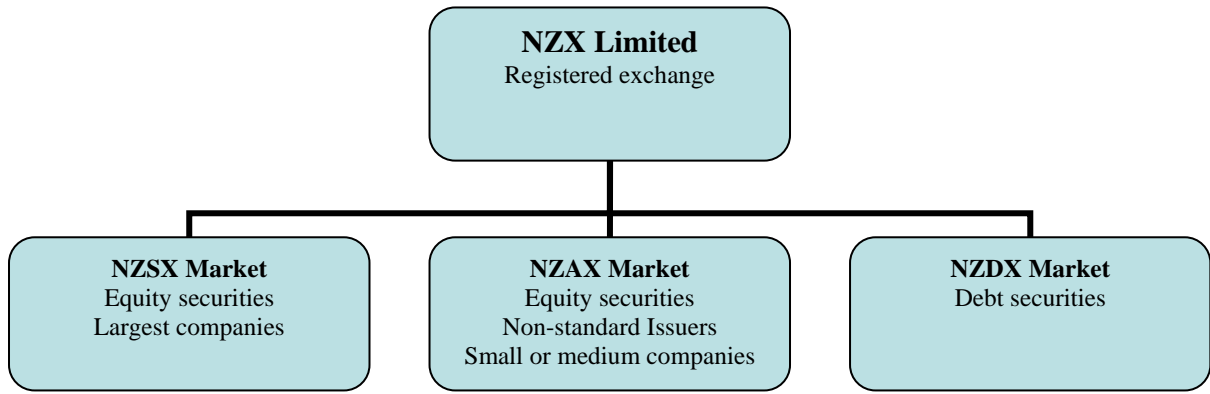 NZX Limited
Registered exchange
NZSX Market
Equity securities
Largest companies
NZAX Market
Equity securities
Non-standard Issuers
Small or medium companies
NZDX Market
Debt securities